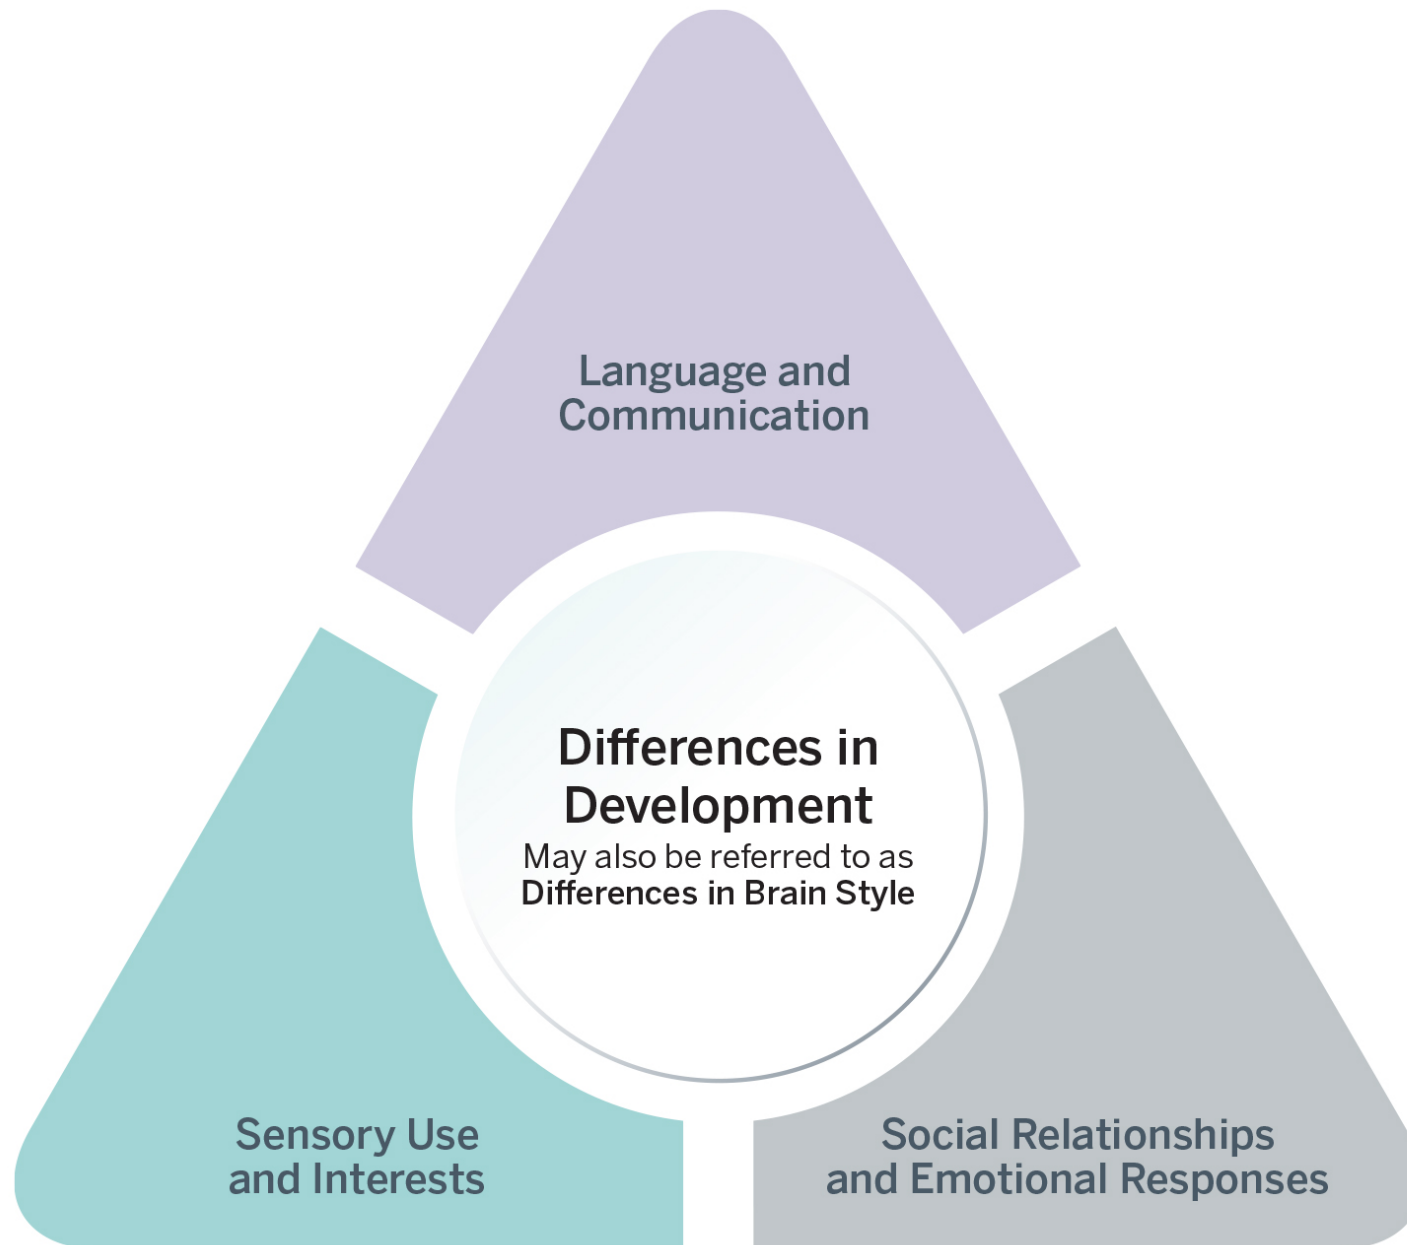 Language and
Communication
Differences in
Development
May also be referred to as
Differences in Brain Style
Sensory Use
and Interests
Social Relationships
and Emotional Responses